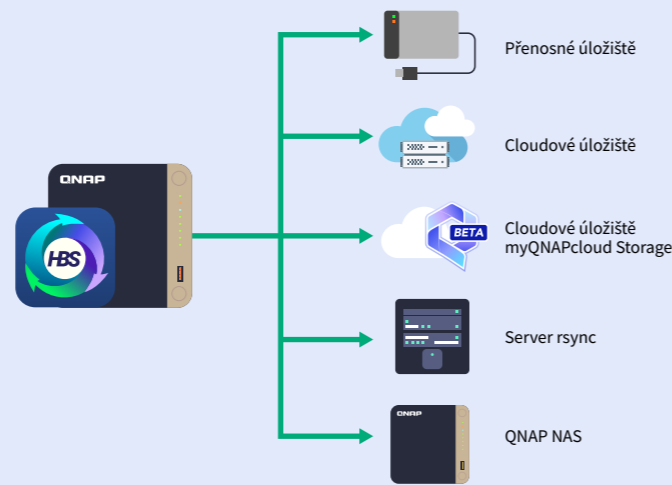 Přenosné úložiště
Cloudové úložiště
QNAP
HBS
BETA
Cloudové úložiště
myQNAPcloud Storage
Server rsync
QNAP
QNAP NAS